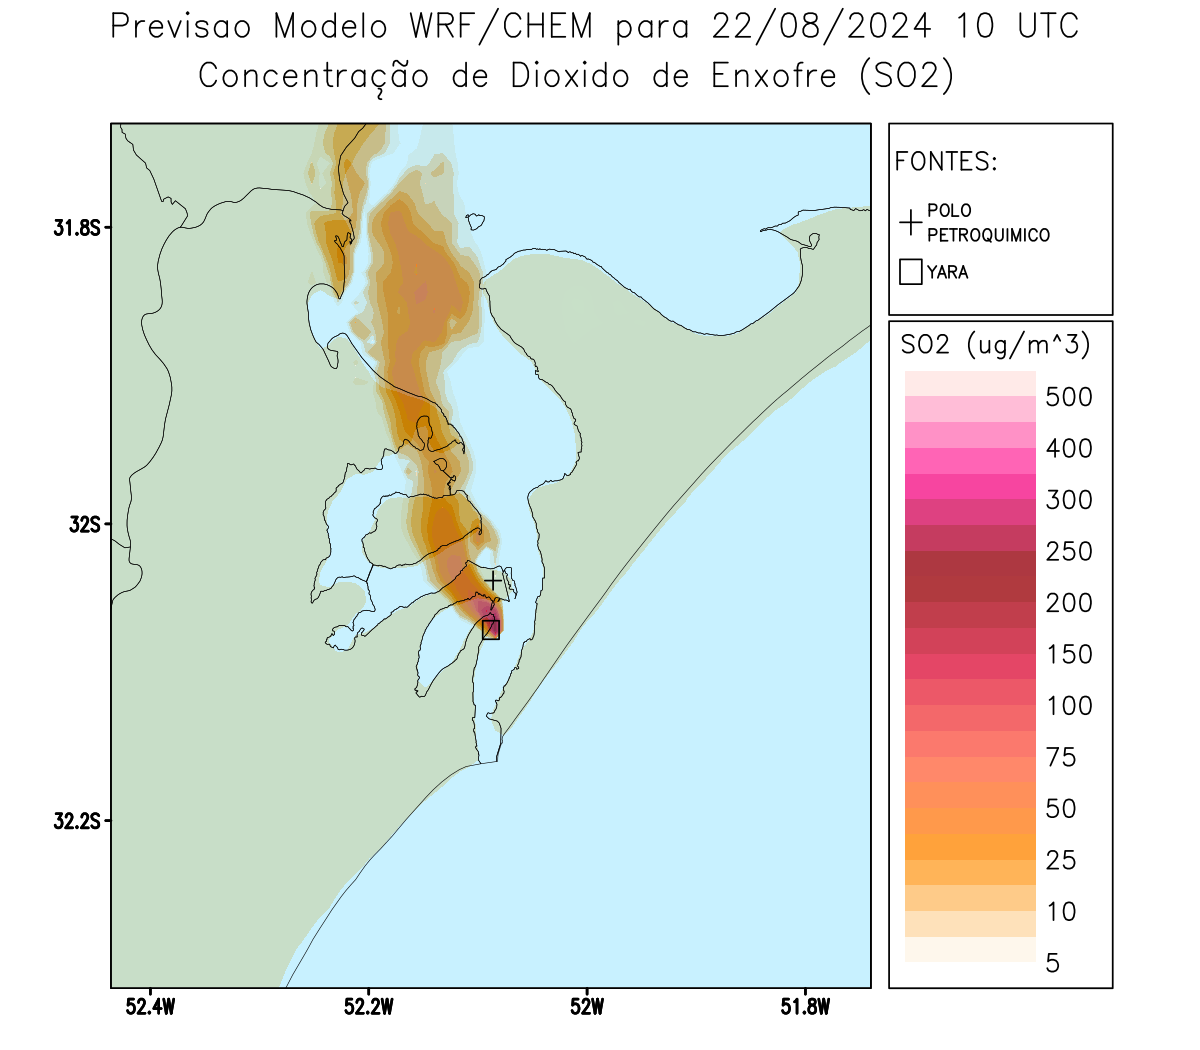 Previsao Modelo WRF/CHEM para 22/08/2024 10 UTC
Concentração de Dioxido de Enxofre (SO2)
FONTES:
POLO
PETROQUIMICO
YARA
SO2 (ug/m^3)
500
400
300
250
200
150
100
75
50
25
10
5
31.8S
32S
32.2S
52.4W
52.2W
52W
51.8W